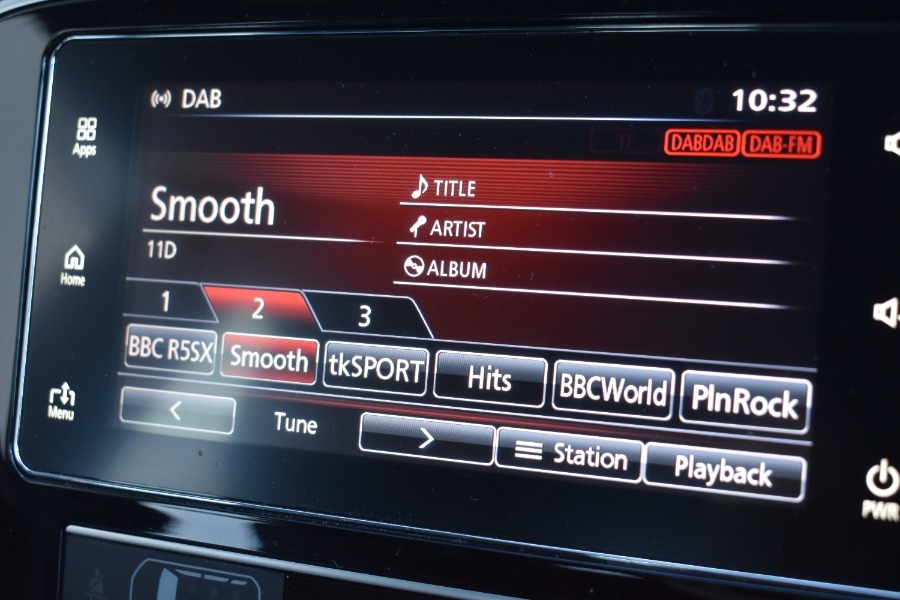 DAB
10:32
TP
DABDAB DAB-FM
Apps
Smooth
11D
TITLE
ARTIST
ALBUM
Home
1 2 3
BBC R5SX Smooth tkSPORT Hits BBCWorld PlnRock
Menu
< Tune > Station Playback
PWR